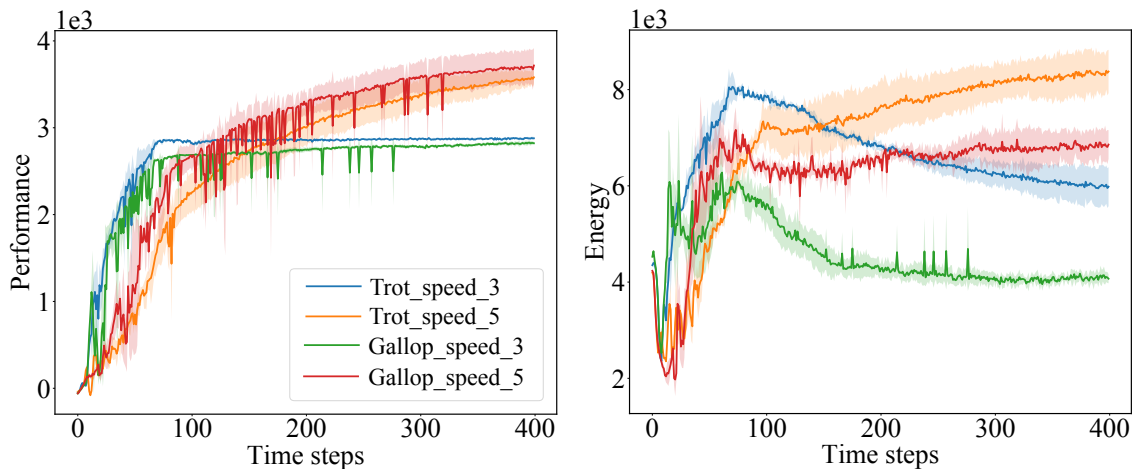 1e3
4
3
2
1
0
Performance
0 100 200 300 400
Time steps
Trot_speed_3
Trot_speed_5
Gallop_speed_3
Gallop_speed_5
1e3
8
6
4
2
Energy
0 100 200 300 400
Time steps